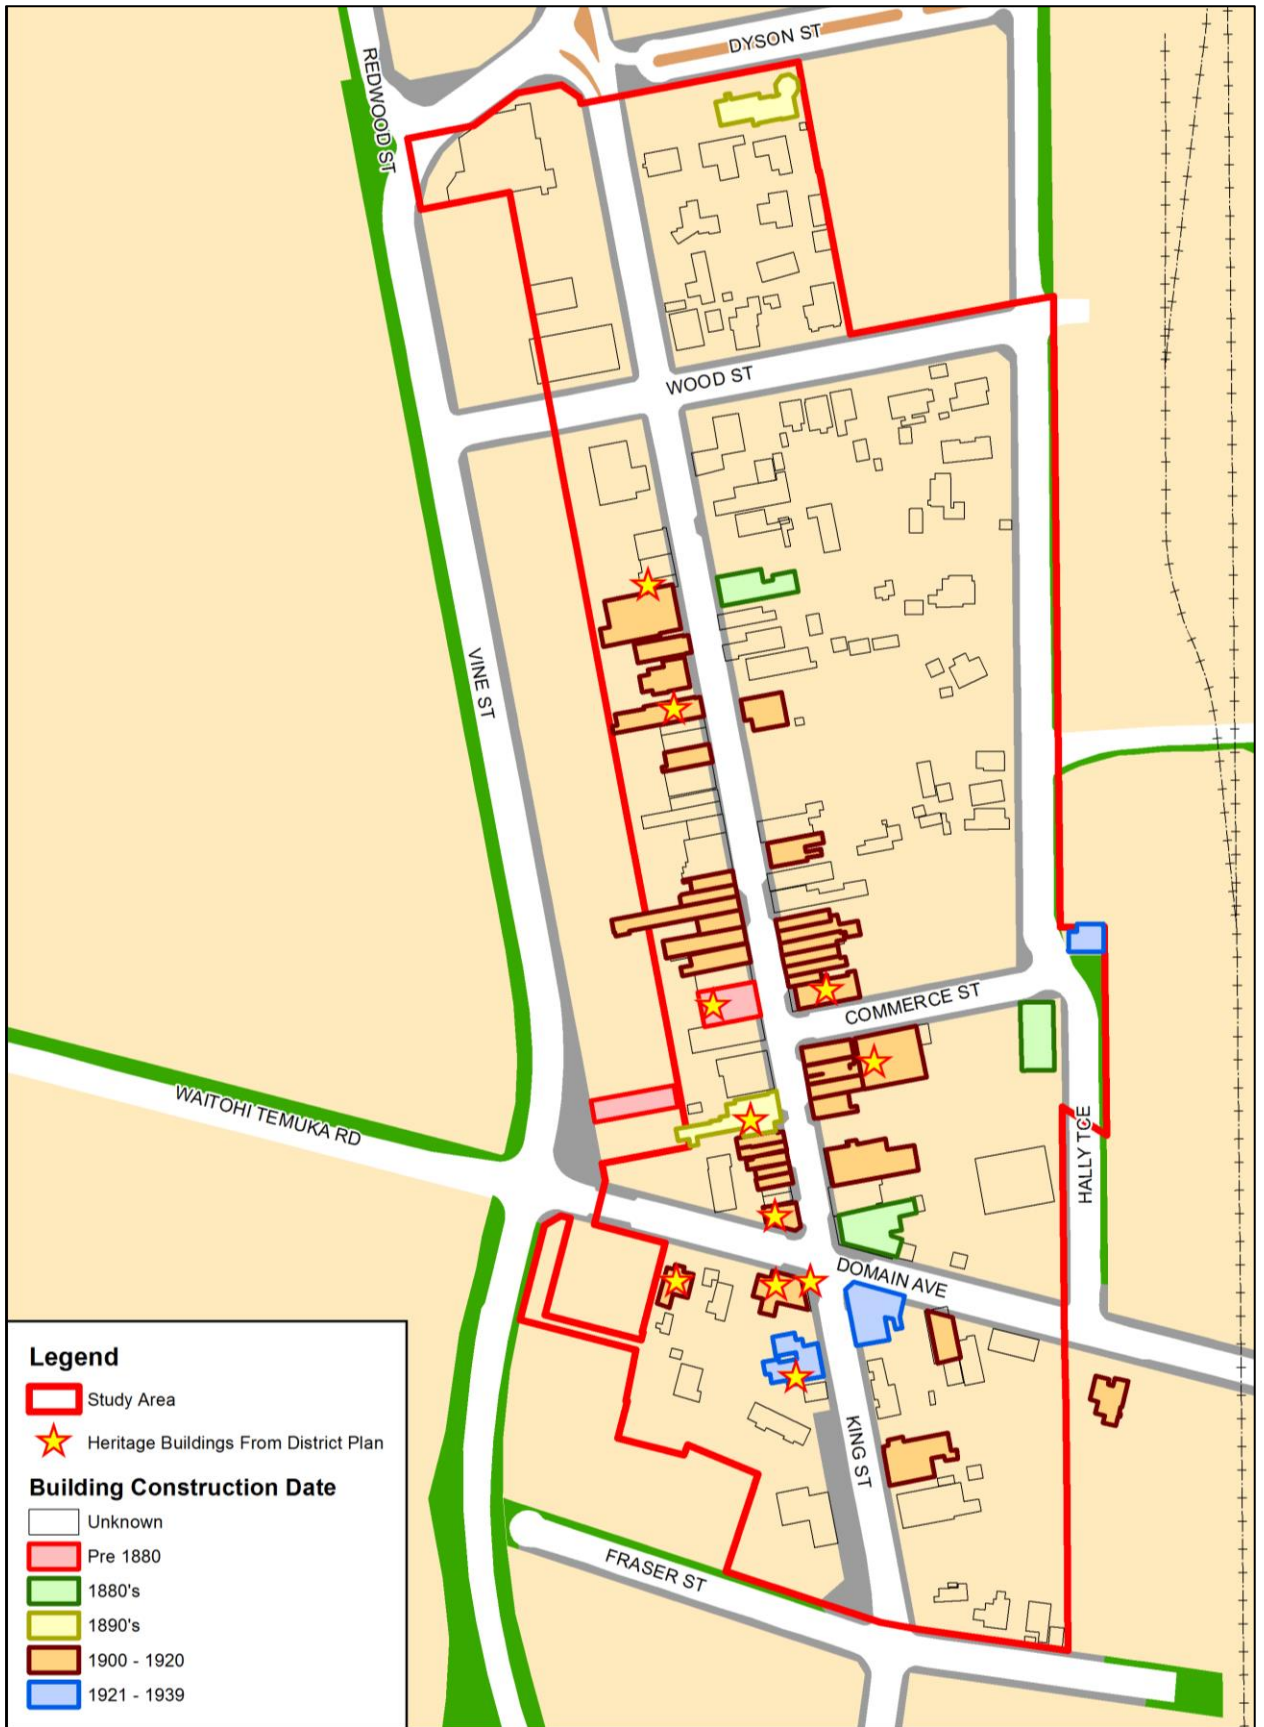 DYSON ST
REDWOOD ST
WOOD ST
VINE ST
COMMERCE ST
WAITOHI TEMUKA RD
HALLY TCE
DOMAIN AVE
KING ST
FRASER ST
Legend
Study Area
Heritage Buildings From District Plan
Building Construction Date
Unknown
Pre 1880
1880's
1890's
1900 - 1920
1921 - 1939